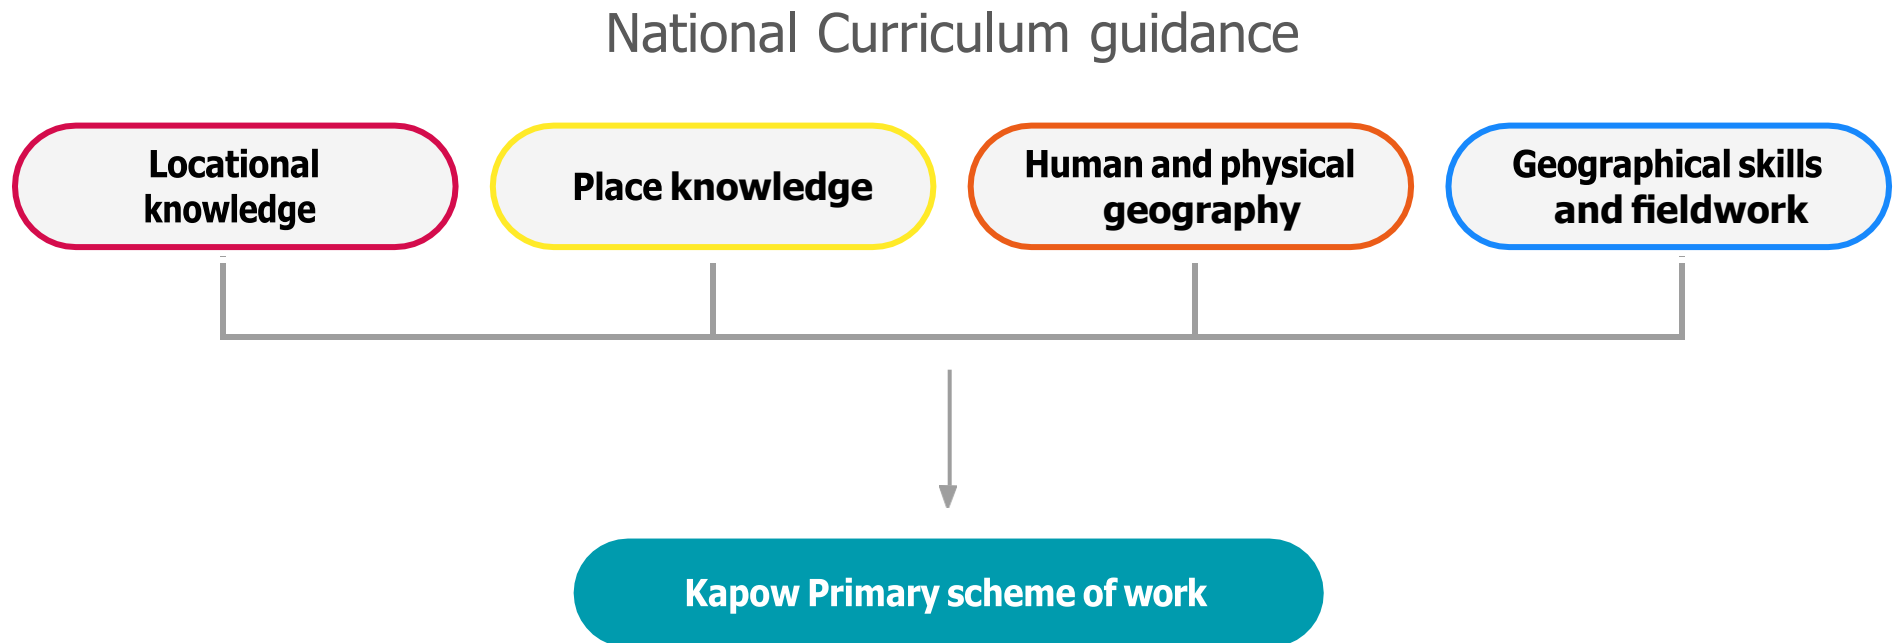 National Curriculum guidance
Locational
knowledge
Place knowledge
Human and physical
geography
Geographical skills
and fieldwork
Kapow Primary scheme of work